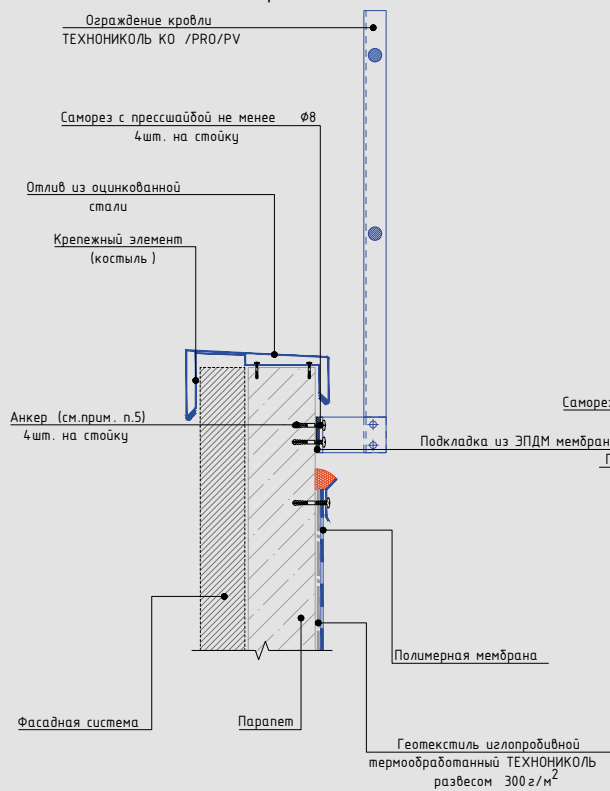 Ограждение кровли
ТЕХНОНИКОЛЬ КО /PRO/PV
Саморез с прессшайбой не менее ϕ8
4шт. на стойку
Отлив из оцинкованной
стали
Крепежный элемент
(костыль )
Саморез
Анкер (см.прим. п.5)
4шт. на стойку
Подкладка из ЭПДМ мембран
П
Полимерная мембрана
Фасадная система
Парапет
Геотекстиль иглопробивной
термообработанный ТЕХНОНИКОЛЬ
развесом 300г/м²